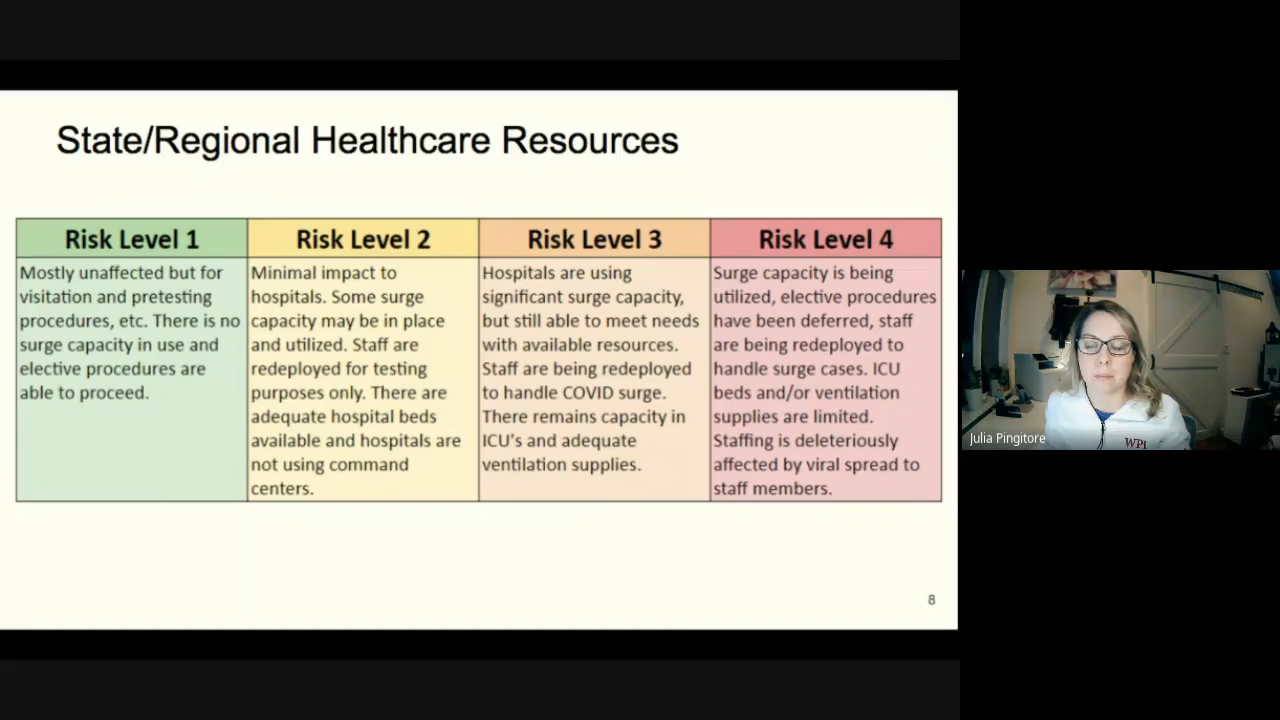 State/Regional Healthcare Resources
Risk Level 1
Mostly unaffected but for
visitation and pretesting
procedures, etc. There is no
surge capacity in use and
elective procedures are
able to proceed.
Risk Level 2
Minimal impact to
hospitals. Some surge
capacity may be in place
and utilized. Staff are
redeployed for testing
purposes only. There are
adequate hospital beds
available and hospitals are
not using command
centers.
Risk Level 3
Hospitals are using
significant surge capacity,
but still able to meet needs
with available resources.
Staff are being redeployed
to handle COVID surge.
There remains capacity in
ICU's and adequate
ventilation supplies.
Risk Level 4
Surge capacity is being
utilized, elective procedures
have been deferred, staff
are being redeployed to
handle surge cases. ICU
beds and/or ventilation
supplies are limited.
Staffing is deleteriously
affected by viral spread to
staff members.
8
Julia Pingitore
WPI